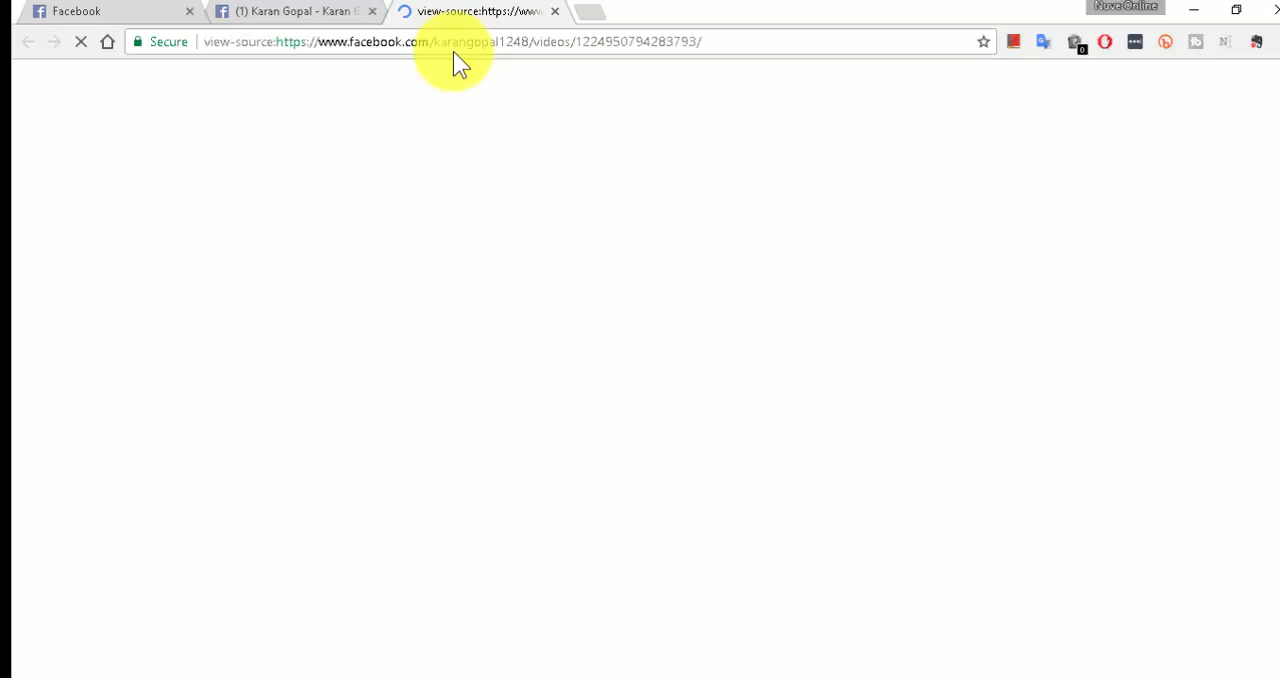 Facebook
(1) Karan Gopal - Karan G
view-source:https://www
Nuve Online
Secure
view-source:https://www.facebook.com/karangopal1248/videos/1224950794283793/
0